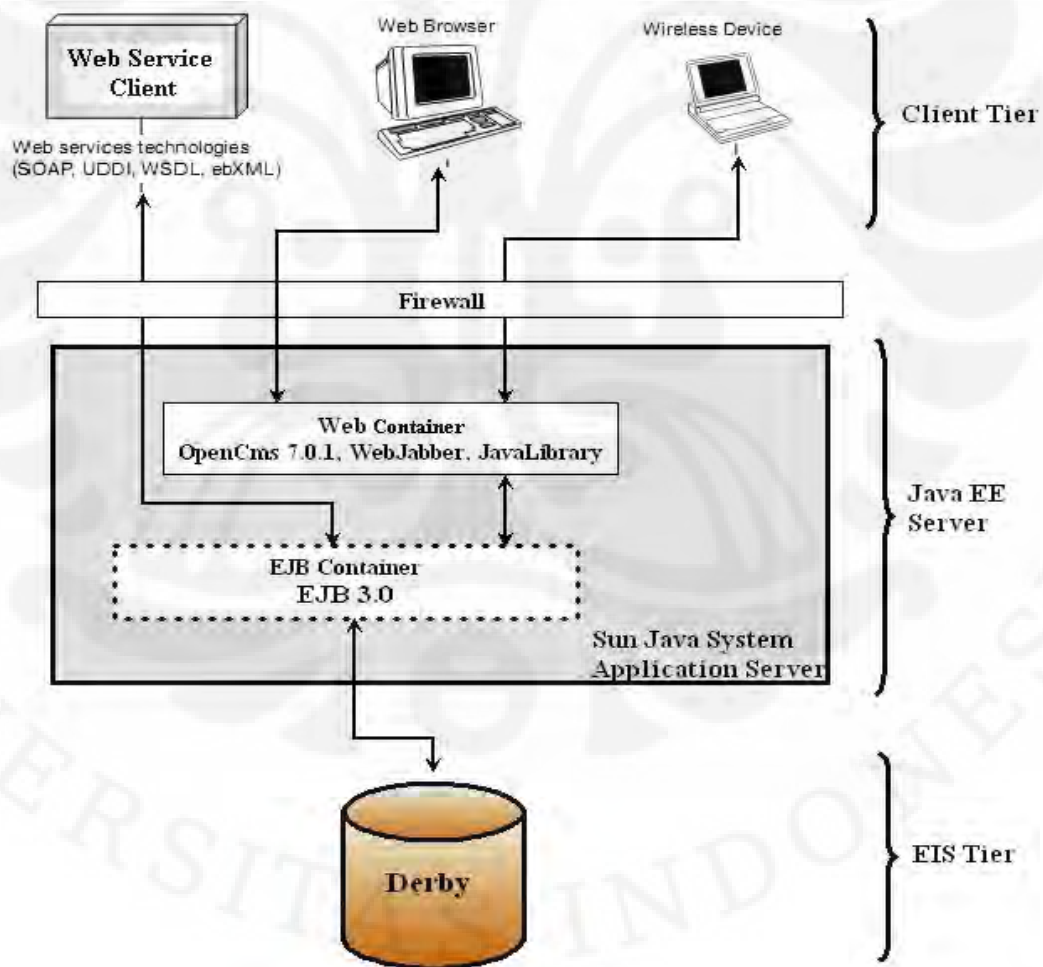 Web Browser
Wireless Device
Web Service
Client
Client Tier
Web services technologies
(SOAP, UDDI, WSDL, ebXML)
Firewall
Web Container
OpenCms 7.0.1, WebJabber, JavaLibrary
Java EE
Server
EJB Container
EJB 3.0
Sun Java System
Application Server
Derby
EIS Tier
UNIVERSITAS INDONESIA